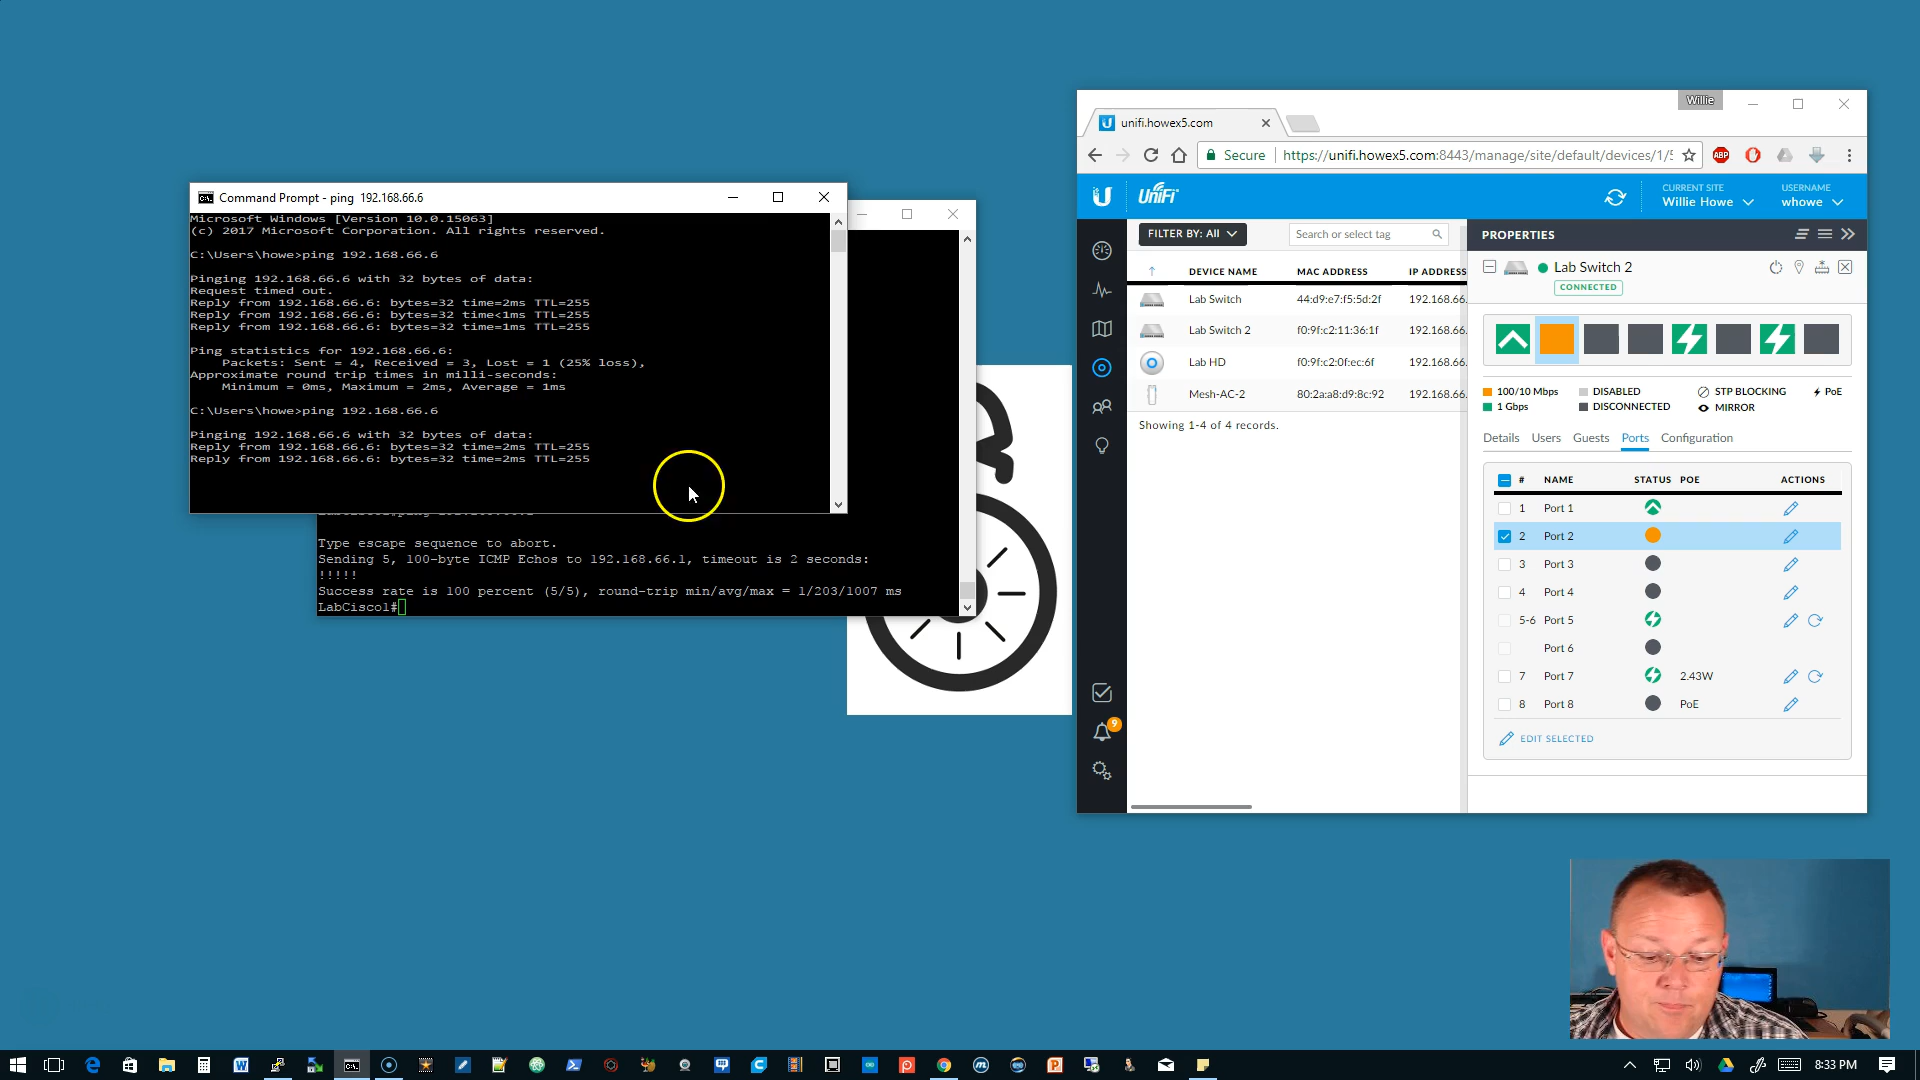 Command Prompt - ping  192.168.66.6
Microsoft Windows [Version 10.0.15063]
(c) 2017 Microsoft Corporation. All rights reserved.
C:\Users\howe>ping 192.168.66.6
Pinging 192.168.66.6 with 32 bytes of data:
Request timed out.
Reply from 192.168.66.6: bytes=32 time=2ms TTL=255
Reply from 192.168.66.6: bytes=32 time<1ms TTL=255
Reply from 192.168.66.6: bytes=32 time=1ms TTL=255
Ping statistics for 192.168.66.6:
Packets: Sent = 4, Received = 3, Lost = 1 (25% loss),
Approximate round trip times in milli-seconds:
Minimum = 0ms, Maximum = 2ms, Average = 1ms
C:\Users\howe>ping 192.168.66.6
Pinging 192.168.66.6 with 32 bytes of data:
Reply from 192.168.66.6: bytes=32 time=2ms TTL=255
Reply from 192.168.66.6: bytes=32 time=2ms TTL=255
Type escape sequence to abort.
Sending 5, 100-byte ICMP Echos to 192.168.66.1, timeout is 2 seconds:
!!!!!
Success rate is 100 percent (5/5), round-trip min/avg/max = 1/203/1007 ms
LabCisco1#
Willie
unifi.howex5.com
Secure
https://unifi.howex5.com:8443/manage/site/default/devices/1/5
ABP
UniFi
CURRENT SITE
Willie Howe
USERNAME
whowe
FILTER BY: All
Search or select tag
DEVICE NAME MAC ADDRESS IP ADDRESS
Lab Switch 44:d9:e7:f5:5d:2f 192.168.66.
Lab Switch 2 f0:9f:c2:11:36:1f 192.168.66.
Lab HD f0:9f:c2:0f:ec:6f 192.168.66.
Mesh-AC-2 80:2a:a8:d9:8c:92 192.168.66.
Showing 1-4 of 4 records.
9
PROPERTIES
Lab Switch 2
CONNECTED
100/10 Mbps DISABLED STP BLOCKING PoE
1 Gbps DISCONNECTED MIRROR
Details Users Guests Ports Configuration
# NAME STATUS POE ACTIONS
1 Port 1
2 Port 2
3 Port 3
4 Port 4
5-6 Port 5
Port 6
7 Port 7 2.43W
8 Port 8 PoE
EDIT SELECTED
8:33 PM